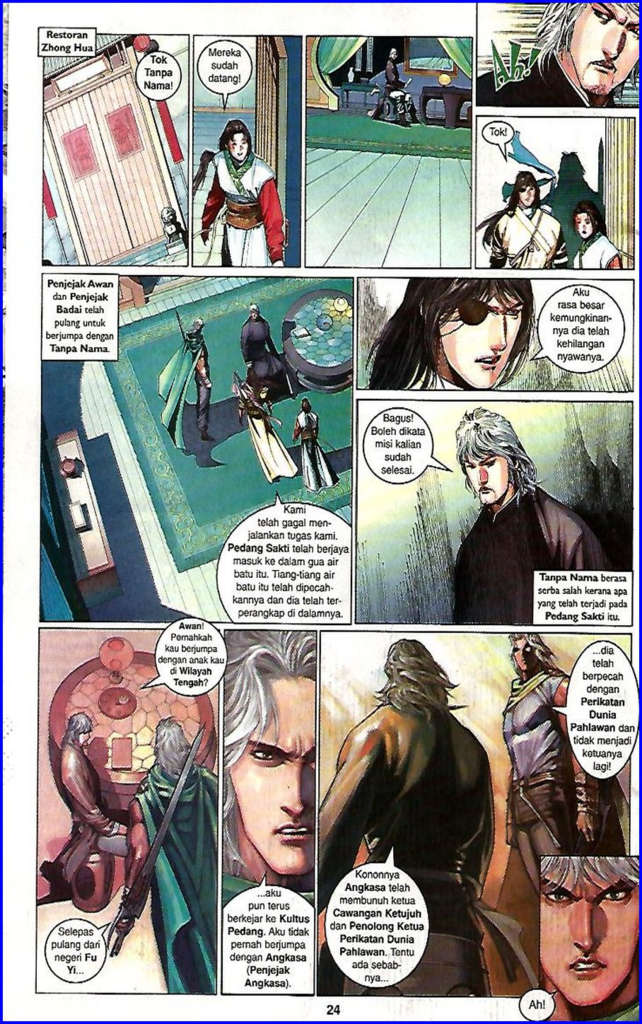 Restoran
Zhong Hua
Tok
Tanpa
Nama!
Mereka
sudah
datang!
Ah!
Tok!
Penjejak Awan
dan Penjejak
Badai telah
pulang untuk
berjumpa dengan
Tanpa Nama.
Kami
telah gagal men-
jalankan tugas kami.
Pedang Sakti telah berjaya
masuk ke dalam gua air
batu itu. Tiang-tiang air
batu itu telah dipecah-
kannya dan dia telah ter-
perangkap di dalamnya.
Aku
rasa besar
kemungkinan-
nya dia telah
kehilangan
nyawanya.
Bagus!
Boleh dikata
misi kalian
sudah
selesai.
Tanpa Nama berasa
serba salah kerana apa
yang telah terjadi pada
Pedang Sakti itu.
Awan!
Pernahkah
kau berjumpa
dengan anak kau
di Wilayah
Tengah?
Selepas
pulang dari
negeri Fu
Yi...
...aku
pun terus
berkejar ke Kultus
Pedang. Aku tidak
pernah berjumpa
dengan Angkasa
(Penjejak
Angkasa).
Kononnya
Angkasa telah
membunuh ketua
Cawangan Ketujuh
dan Penolong Ketua
Perikatan Dunia
Pahlawan. Tentu
ada sebab-
nya...
...dia
telah
berpecah
dengan
Perikatan
Dunia
Pahlawan dan
tidak menjadi
ketuanya
lagi!
Ah!
24